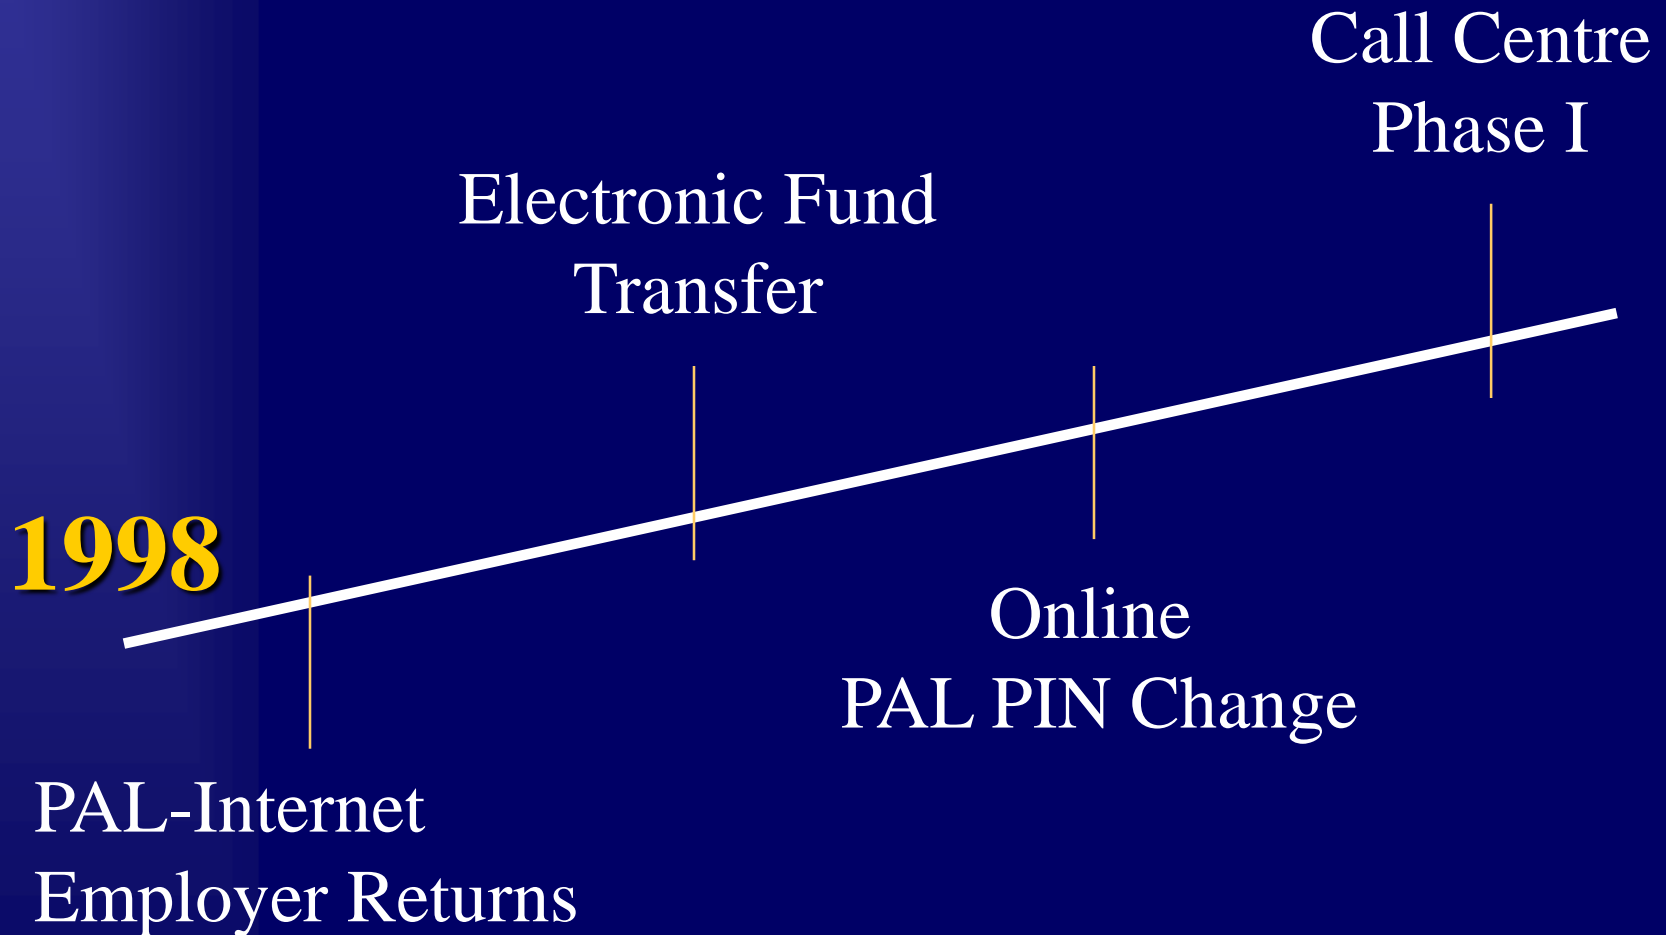 Call Centre
Phase I
Electronic Fund
Transfer
1998
Online
PAL PIN Change
PAL-Internet
Employer Returns